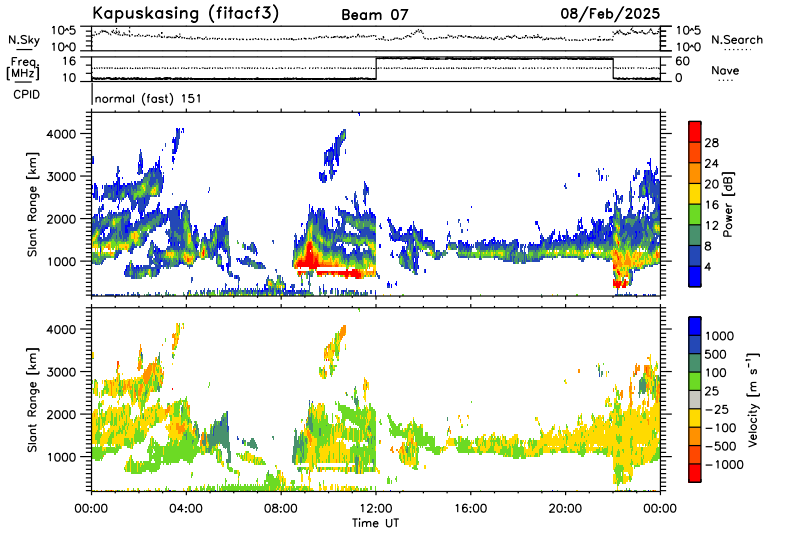 Kapuskasing (fitacf3) Beam 07 08/Feb/2025
N.Sky 10^5 10^0 10^5 10^0 N.Search
Freq. [MHz] 16 10 60 0 Nave
CPID normal (fast) 151
Slant Range [km] 4000 3000 2000 1000
Power [dB] 28 24 20 16 12 8 4
Slant Range [km] 4000 3000 2000 1000
Velocity [m s^-1] 1000 500 100 25 -25 -100 -500 -1000
00:00 04:00 08:00 12:00 16:00 20:00 00:00
Time UT